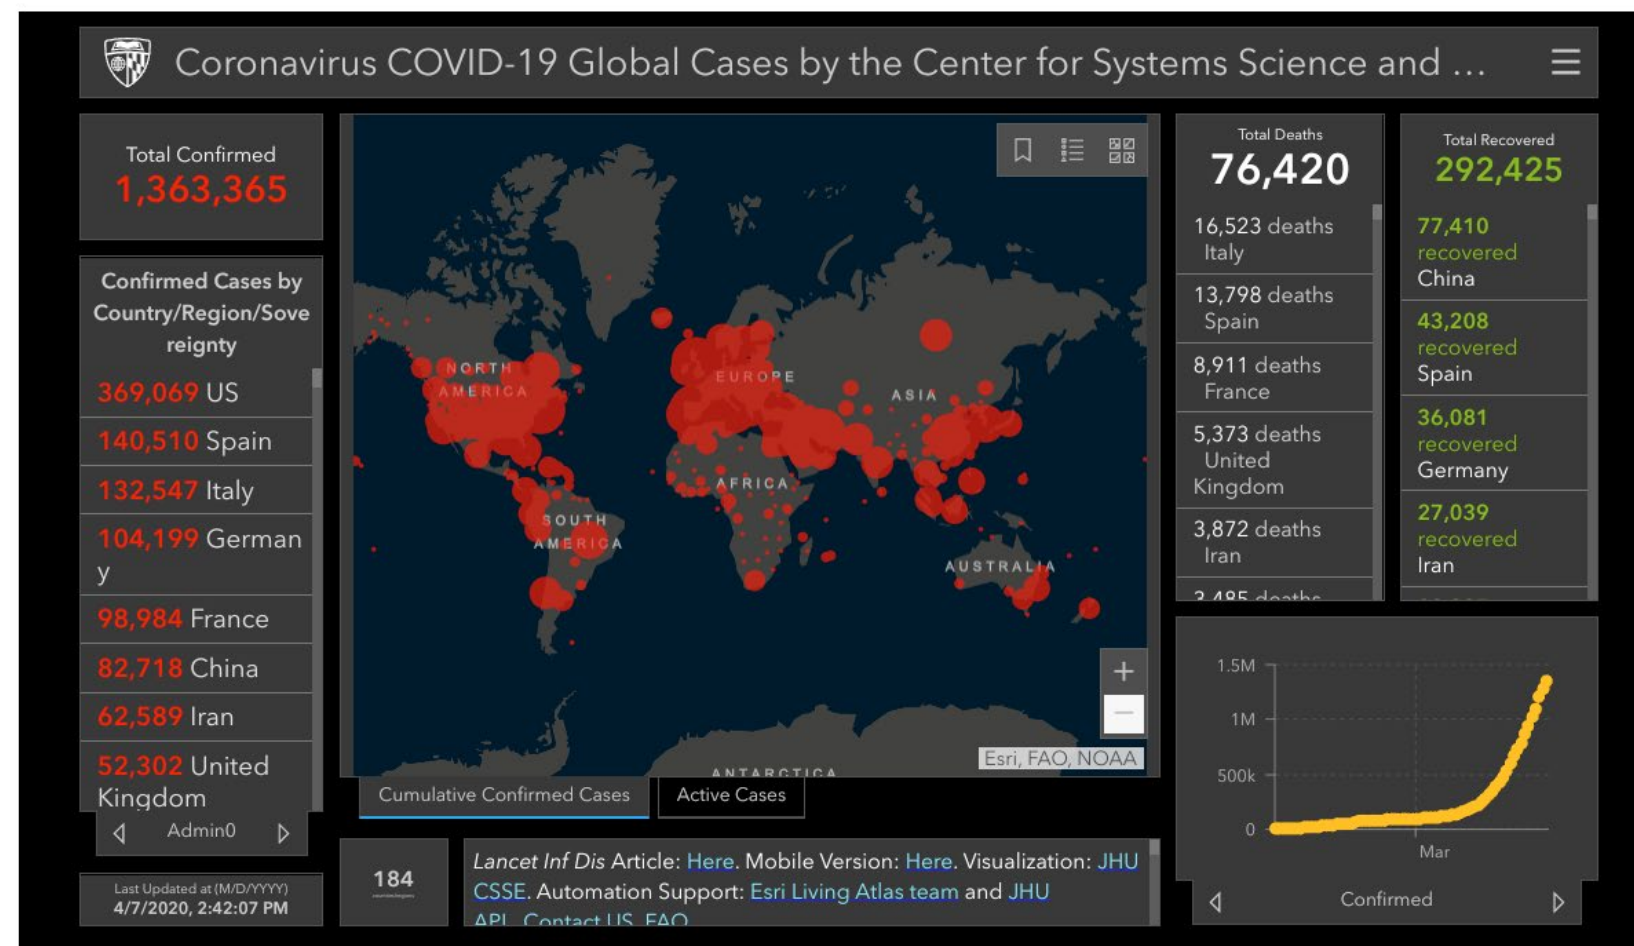 Coronavirus COVID-19 Global Cases by the Center for Systems Science and ...
Total Confirmed
1,363,365
Confirmed Cases by
Country/Region/Sove
reignty
369,069 US
140,510 Spain
132,547 Italy
104,199 German
y
98,984 France
82,718 China
62,589 Iran
52,302 United
Kingdom
Admin0
Last Updated at (M/D/YYYY)
4/7/2020, 2:42:07 PM
NORTH
AMERICA
EUROPE
ASIA
AFRICA
SOUTH
AMERICA
AUSTRALIA
ANTARCTICA
+
−
Esri, FAO, NOAA
Cumulative Confirmed Cases
Active Cases
184
Lancet Inf Dis Article: Here. Mobile Version: Here. Visualization: JHU
CSSE. Automation Support: Esri Living Atlas team and JHU
APL. Contact US. FAQ.
Total Deaths
76,420
16,523 deaths
Italy
13,798 deaths
Spain
8,911 deaths
France
5,373 deaths
United
Kingdom
3,872 deaths
Iran
3,485 deaths
Total Recovered
292,425
77,410
recovered
China
43,208
recovered
Spain
36,081
recovered
Germany
27,039
recovered
Iran
1.5M
1M
500k
0
Mar
Confirmed